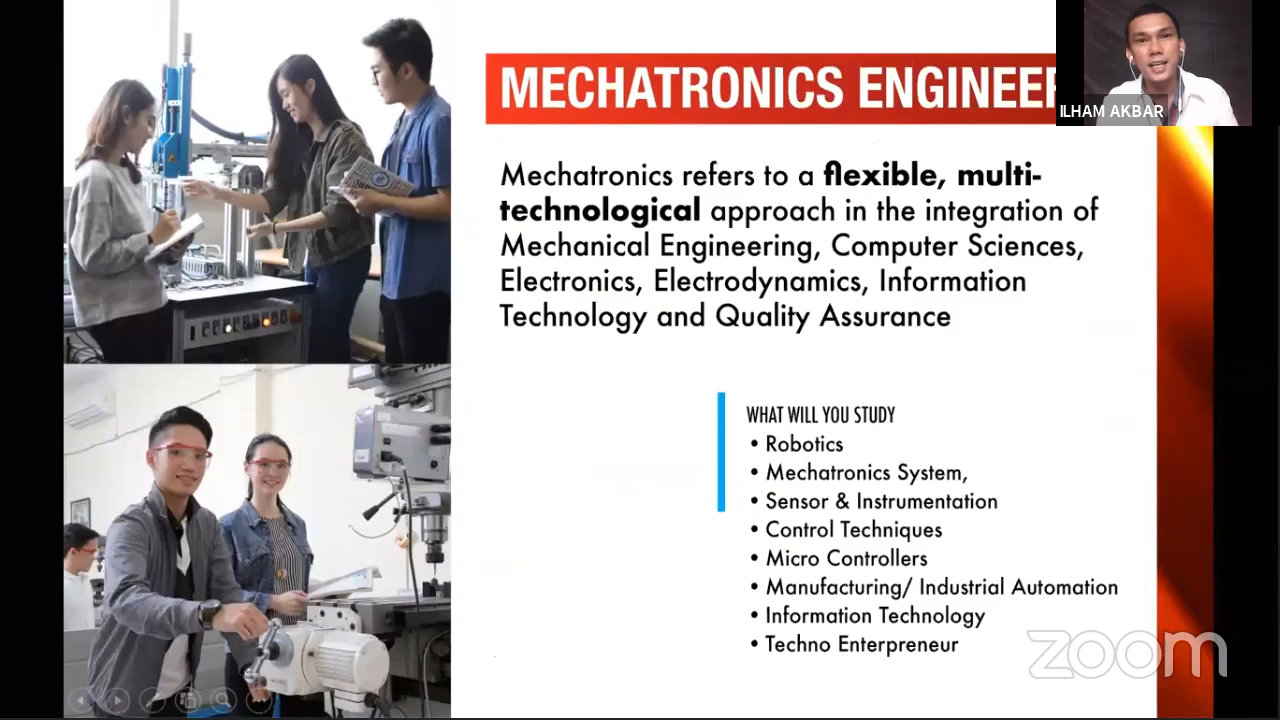 MECHATRONICS ENGINEER
ILHAM AKBAR
Mechatronics refers to a flexible, multi-
technological approach in the integration of
Mechanical Engineering, Computer Sciences,
Electronics, Electrodynamics, Information
Technology and Quality Assurance
WHAT WILL YOU STUDY
• Robotics
• Mechatronics System,
• Sensor & Instrumentation
• Control Techniques
• Micro Controllers
• Manufacturing/ Industrial Automation
• Information Technology
• Techno Enterpreneur
zoom